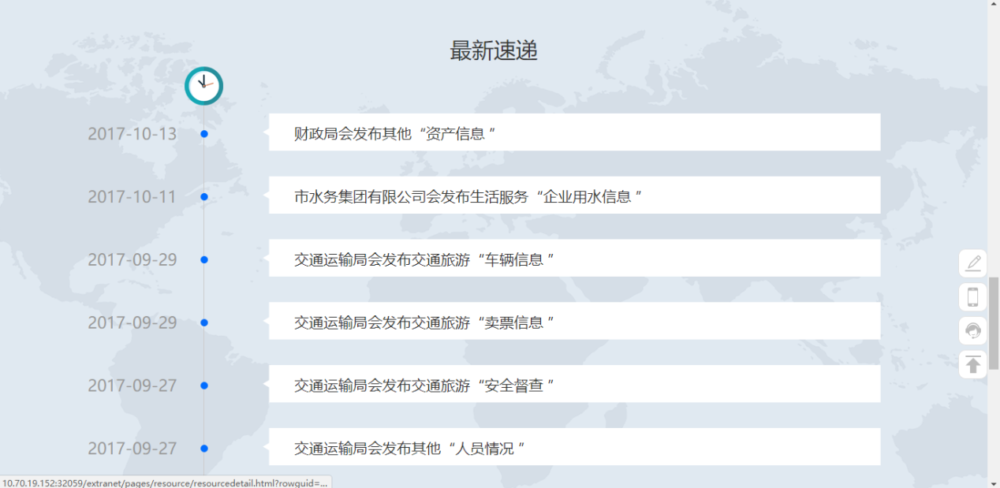 最新速递
2017-10-13
财政局会发布其他“资产信息 ”
2017-10-11
市水务集团有限公司会发布生活服务“企业用水信息 ”
2017-09-29
交通运输局会发布交通旅游“车辆信息 ”
2017-09-29
交通运输局会发布交通旅游“卖票信息 ”
2017-09-27
交通运输局会发布交通旅游“安全督查 ”
2017-09-27
交通运输局会发布其他“人员情况 ”
10.70.19.152:32059/extranet/pages/resource/resourcedetail.html?rowguid=...